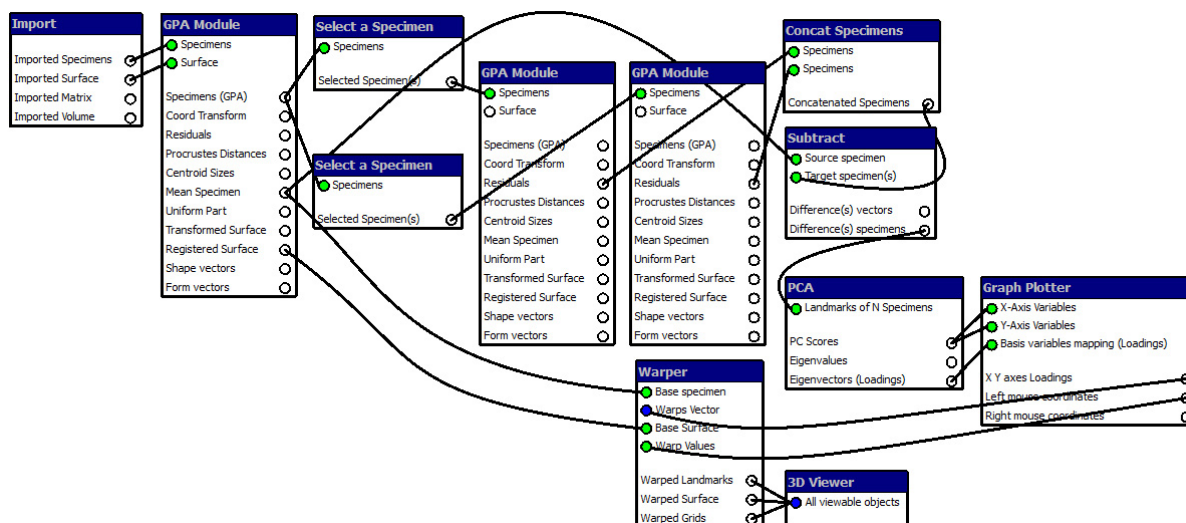 Import
Imported Specimens
Imported Surface
Imported Matrix
Imported Volume
GPA Module
Specimens
Surface
Specimens (GPA)
Coord Transform
Residuals
Procrustes Distances
Centroid Sizes
Mean Specimen
Uniform Part
Transformed Surface
Registered Surface
Shape vectors
Form vectors
Select a Specimen
Specimens
Selected Specimen(s)
Select a Specimen
Specimens
Selected Specimen(s)
GPA Module
Specimens
Surface
Specimens (GPA)
Coord Transform
Residuals
Procrustes Distances
Centroid Sizes
Mean Specimen
Uniform Part
Transformed Surface
Registered Surface
Shape vectors
Form vectors
GPA Module
Specimens
Surface
Specimens (GPA)
Coord Transform
Residuals
Procrustes Distances
Centroid Sizes
Mean Specimen
Uniform Part
Transformed Surface
Registered Surface
Shape vectors
Form vectors
Concat Specimens
Specimens
Specimens
Concatenated Specimens
Subtract
Source specimen
Target specimen(s)
Difference(s) vectors
Difference(s) specimens
PCA
Landmarks of N Specimens
PC Scores
Eigenvalues
Eigenvectors (Loadings)
Graph Plotter
X-Axis Variables
Y-Axis Variables
Basis variables mapping (Loadings)
X Y axes Loadings
Left mouse coordinates
Right mouse coordinates
Warper
Base specimen
Warps Vector
Base Surface
Warp Values
Warped Landmarks
Warped Surface
Warped Grids
3D Viewer
All viewable objects